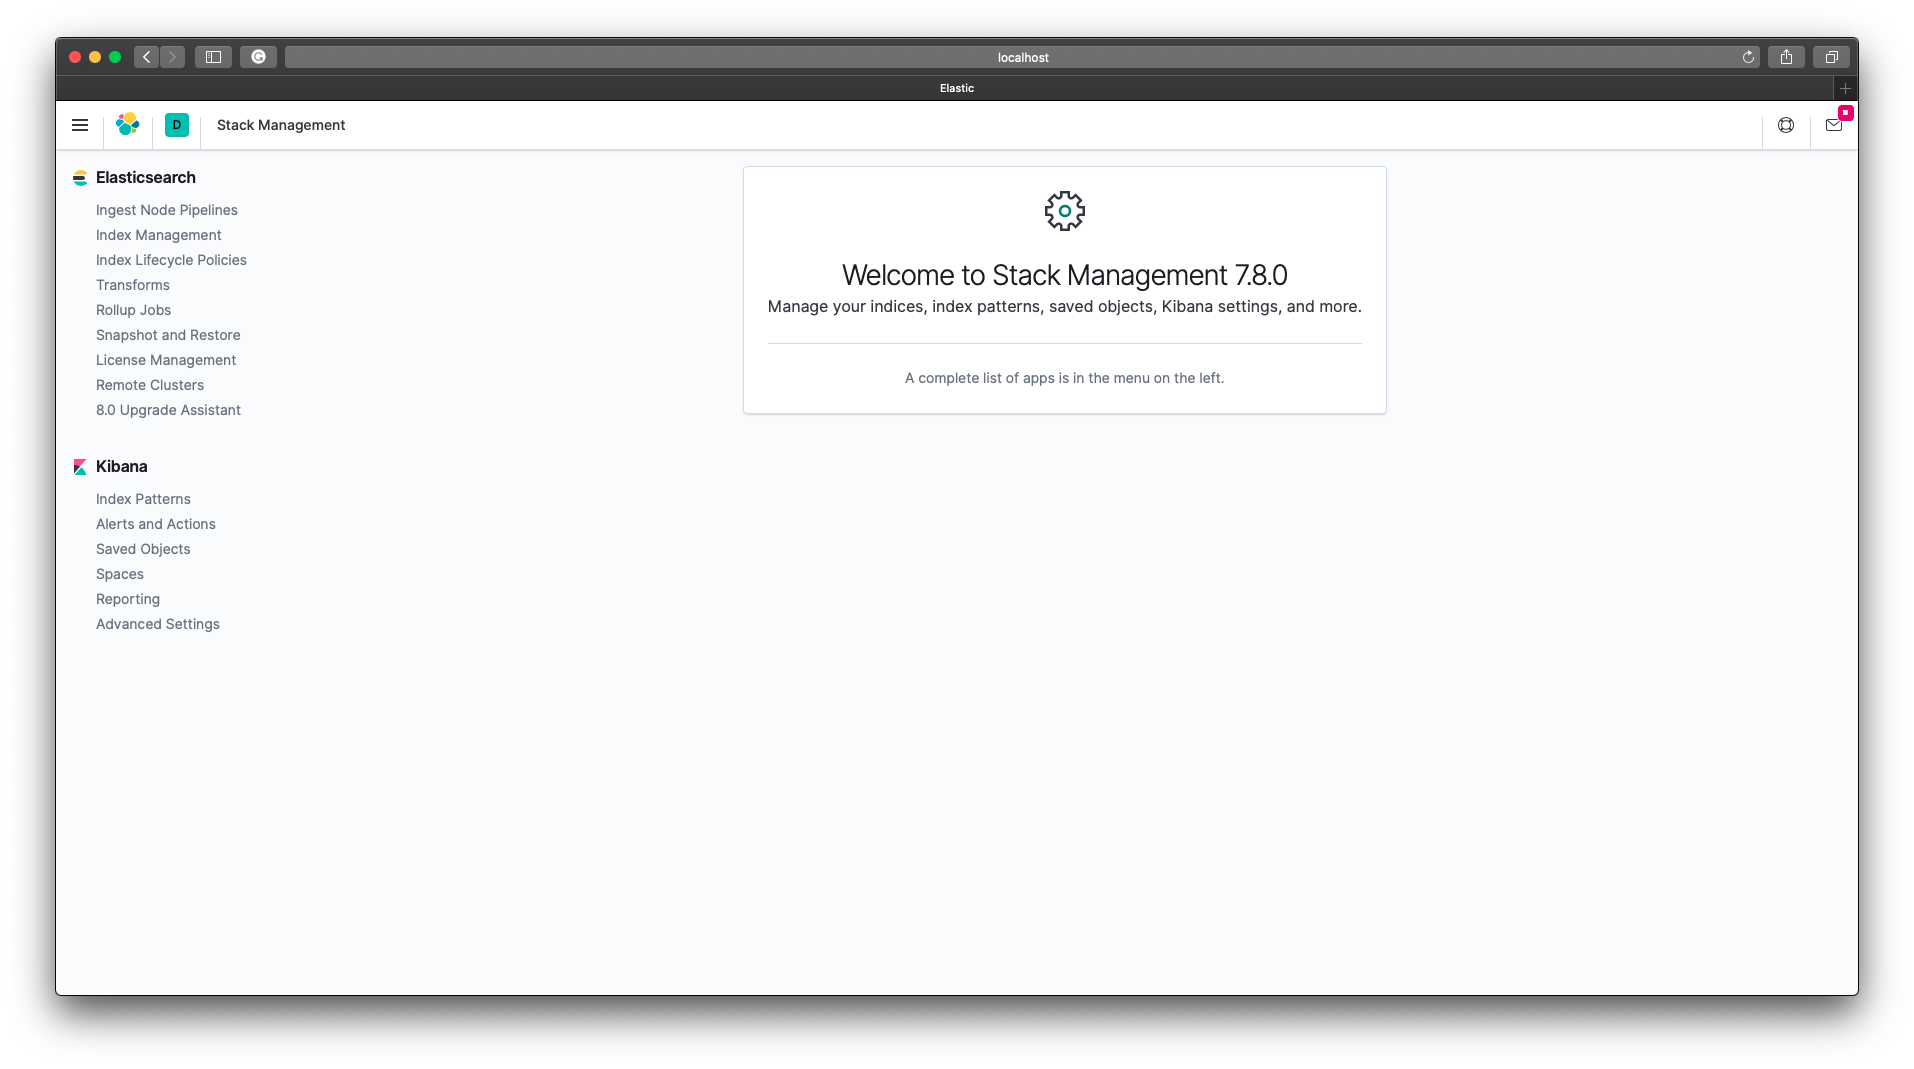 localhost
Elastic
D
Stack Management
Elasticsearch
Ingest Node Pipelines
Index Management
Index Lifecycle Policies
Transforms
Rollup Jobs
Snapshot and Restore
License Management
Remote Clusters
8.0 Upgrade Assistant
Kibana
Index Patterns
Alerts and Actions
Saved Objects
Spaces
Reporting
Advanced Settings
Welcome to Stack Management 7.8.0
Manage your indices, index patterns, saved objects, Kibana settings, and more.
A complete list of apps is in the menu on the left.